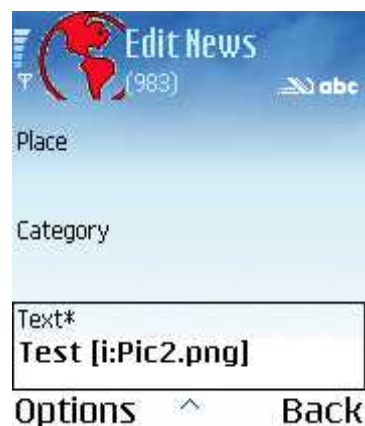 Edit News
(983)
abc
Place
Category
Text*
Test [i:Pic2.png]
Options
Back